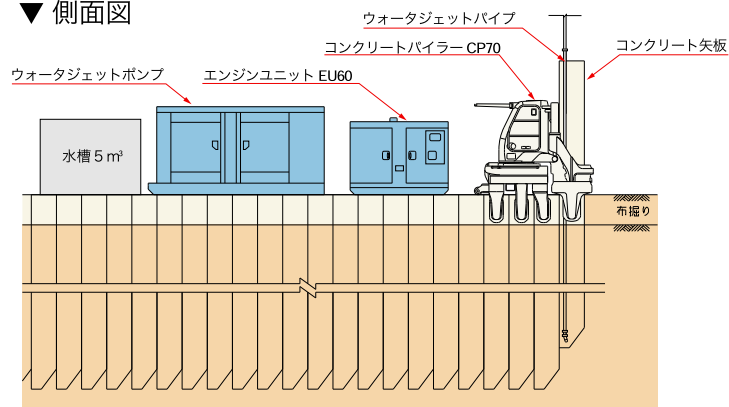 ▼ 側面図
ウォータジェットパイプ
コンクリートパイラー CP70
コンクリート矢板
ウォータジェットポンプ
エンジンユニット EU60
水槽5㎥
布掘り